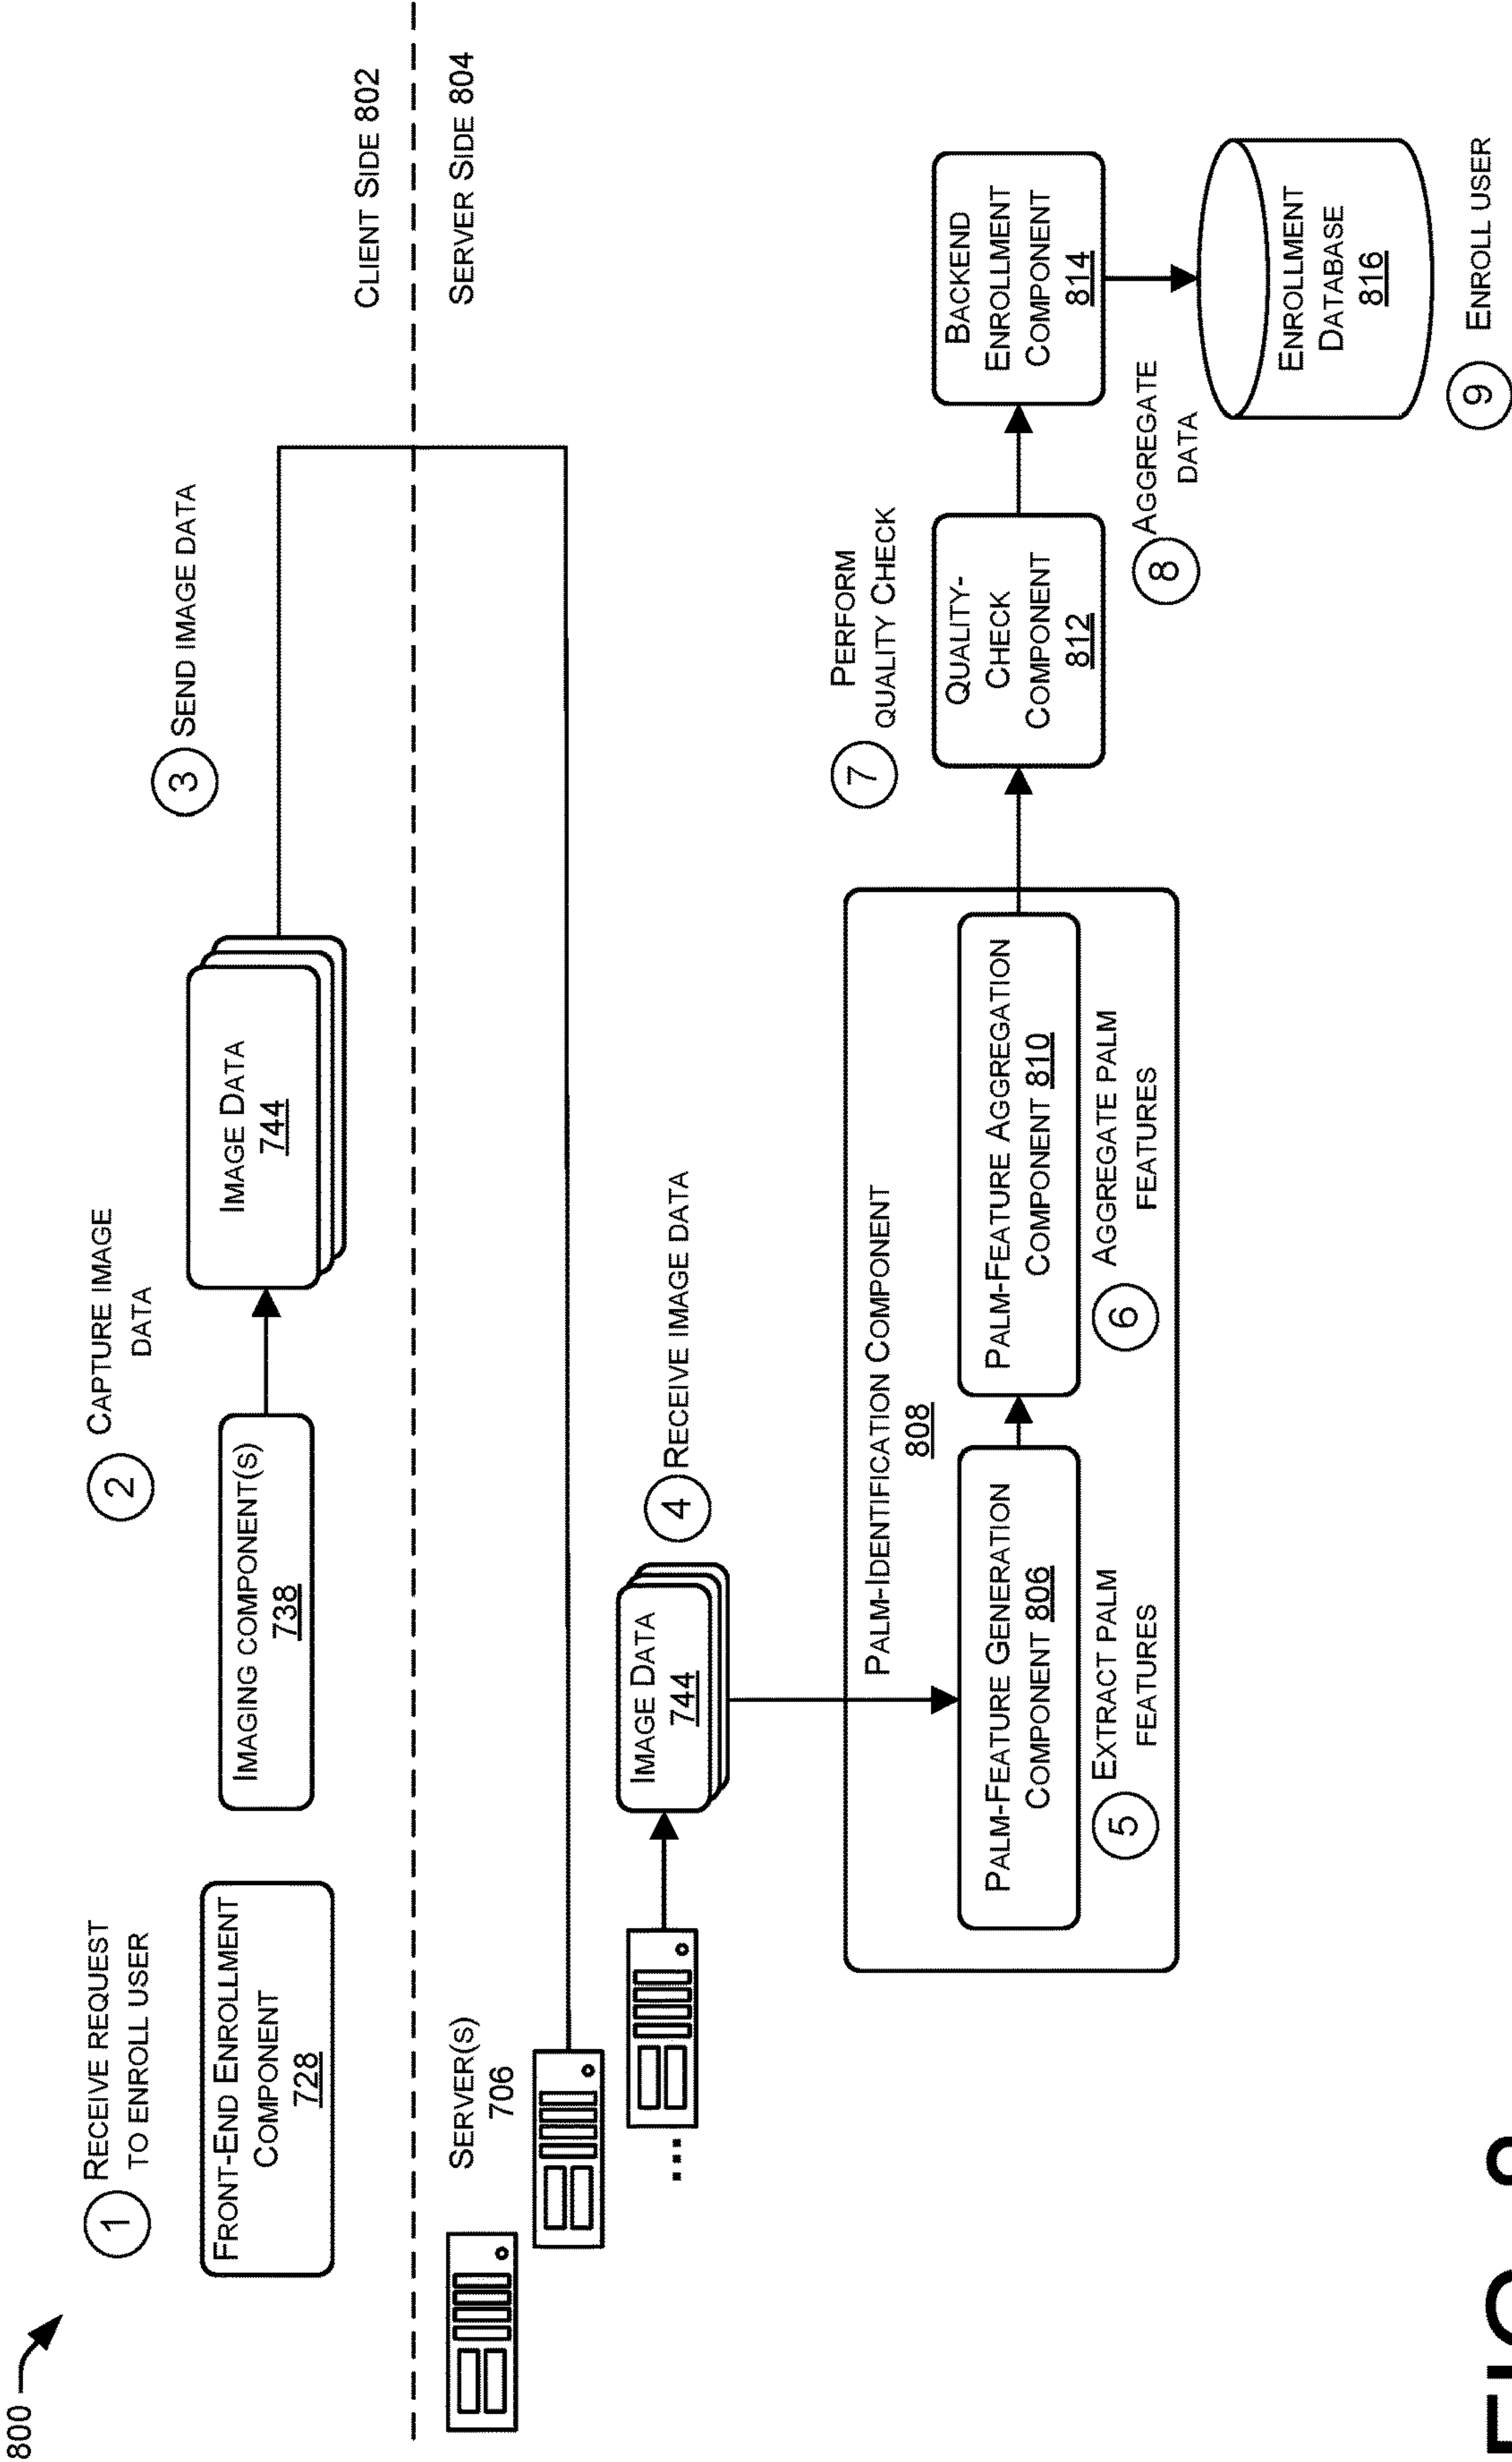 800
1
RECEIVE REQUEST
TO ENROLL USER
FRONT-END ENROLLMENT
COMPONENT
728
2
CAPTURE IMAGE
DATA
IMAGING COMPONENT(S)
738
IMAGE DATA
744
3
SEND IMAGE DATA
CLIENT SIDE 802
SERVER SIDE 804
SERVER(S)
706
...
IMAGE DATA
744
4
RECEIVE IMAGE DATA
PALM-IDENTIFICATION COMPONENT
808
PALM-FEATURE GENERATION
COMPONENT 806
5
EXTRACT PALM
FEATURES
PALM-FEATURE AGGREGATION
COMPONENT 810
6
AGGREGATE PALM
FEATURES
7
PERFORM
QUALITY CHECK
QUALITY-
CHECK
COMPONENT
812
8
AGGREGATE
DATA
BACKEND
ENROLLMENT
COMPONENT
814
ENROLLMENT
DATABASE
816
9
ENROLL USER